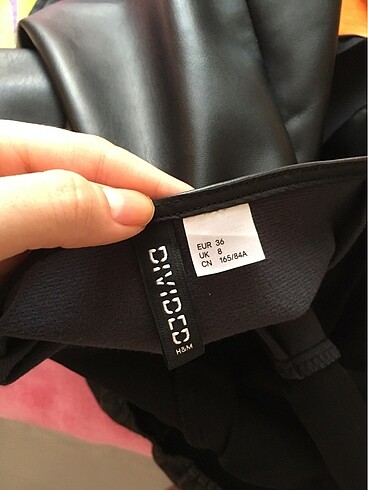 EUR 36
UK 8
CN 165/84A
DIVIDED
H&M